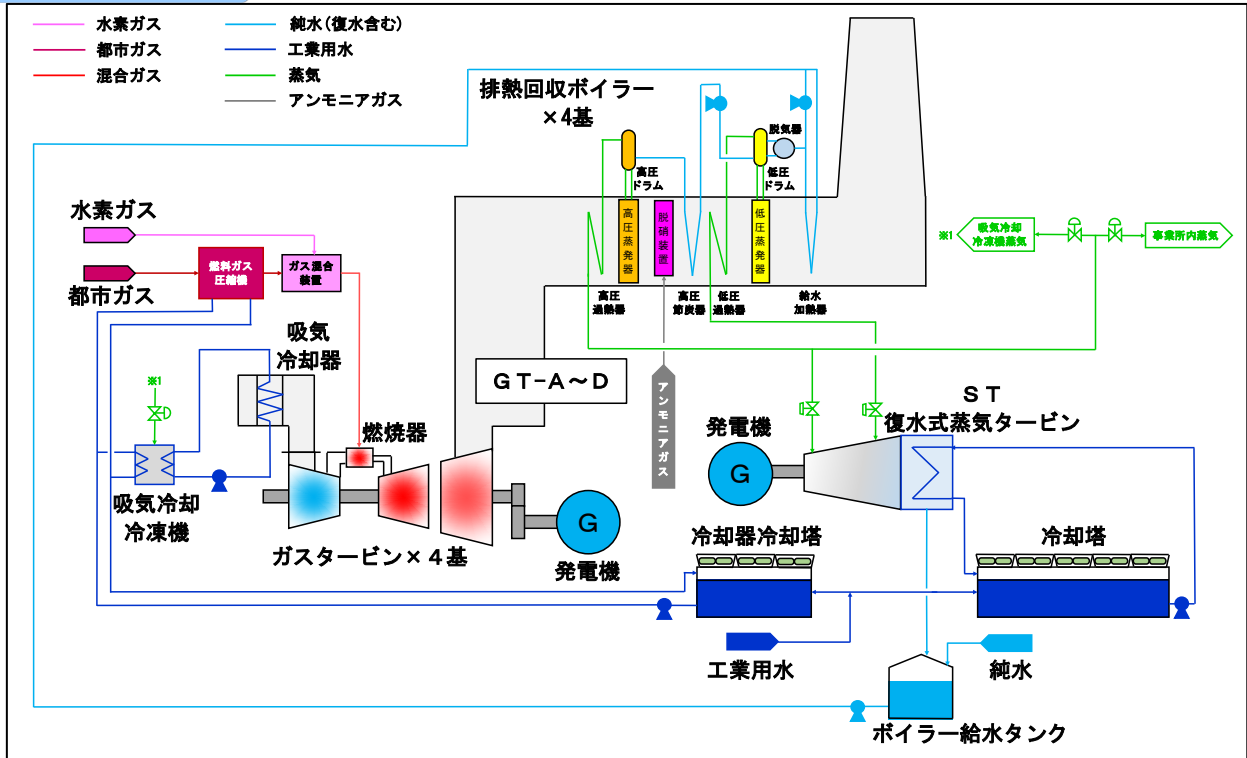 水素ガス
都市ガス
混合ガス
純水(復水含む)
工業用水
蒸気
アンモニアガス
排熱回収ボイラー
×4基
脱気器
高圧
ドラム
低圧
ドラム
高圧蒸発器
脱硝装置
低圧蒸発器
高圧
過熱器
高圧
節炭器
低圧
過熱器
給水
加熱器
※1
吸気冷却
冷凍機蒸気
事業所内蒸気
水素ガス
都市ガス
燃料ガス
圧縮機
ガス混合
装置
吸気
冷却器
※1
GT-A~D
アンモニアガス
燃焼器
吸気冷却
冷凍機
ガスタービン×4基
G
発電機
ST
復水式蒸気タービン
発電機
G
冷却器冷却塔
冷却塔
工業用水
純水
ボイラー給水タンク